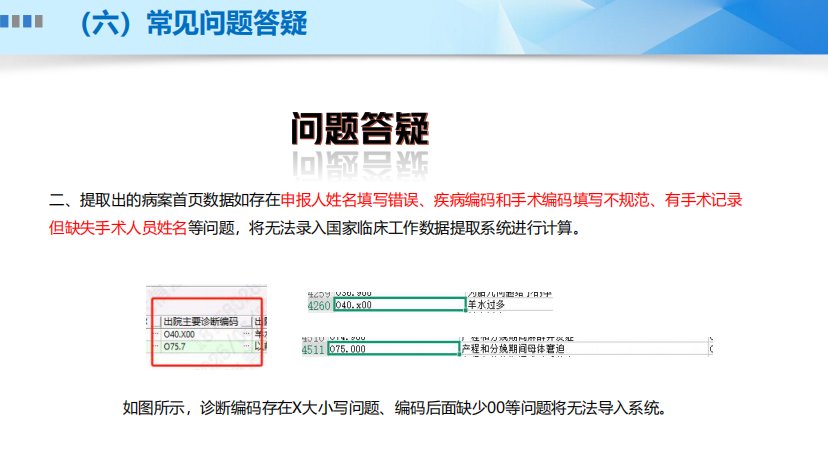 （六）常见问题答疑
问题答疑
二、提取出的病案首页数据如存在申报人姓名填写错误、疾病编码和手术编码填写不规范、有手术记录
但缺失手术人员姓名等问题，将无法录入国家临床工作数据提取系统进行计算。
出院主要诊断编码
O40.X00
O75.7
4260 O40.x00 羊水过多
4511 O75.000 产程和分娩期间母体窘迫
如图所示，诊断编码存在X大小写问题、编码后面缺少00等问题将无法导入系统。